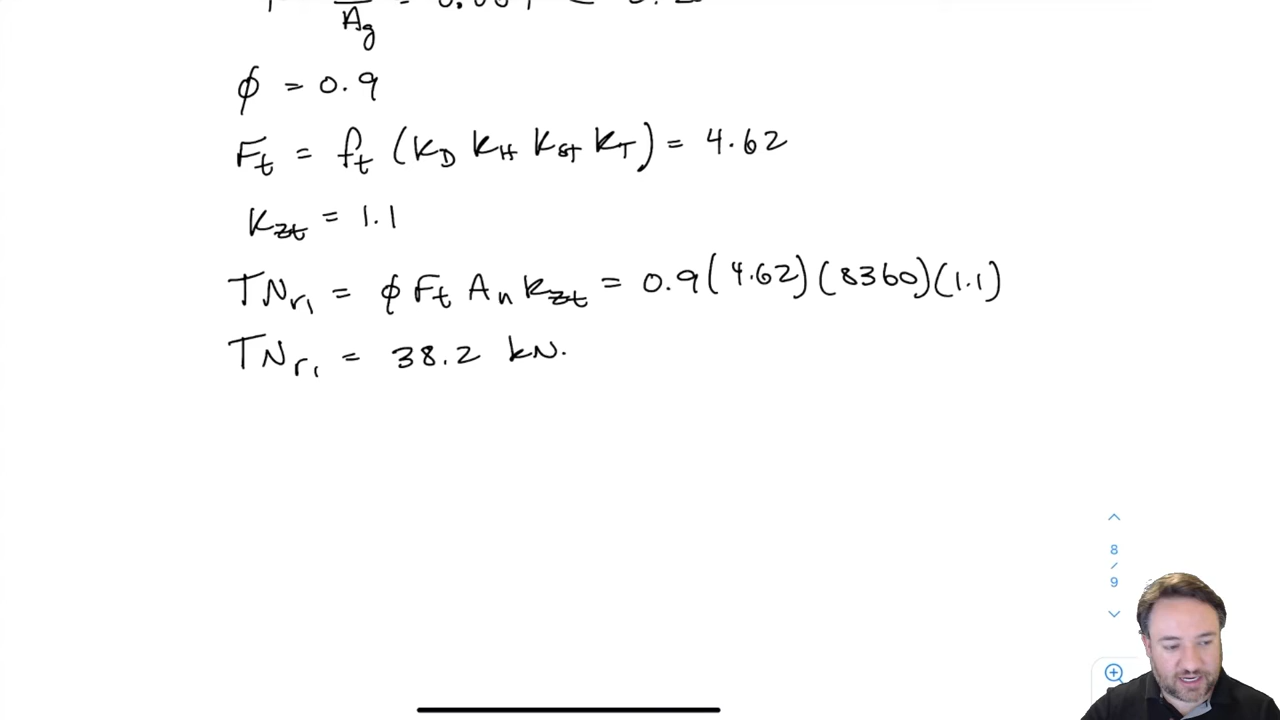 Ag
ϕ = 0.9
Ft = ft (KD KH KSt KT) = 4.62
Kzt = 1.1
TNr1 = ϕ Ft An Kzt = 0.9(4.62)(8360)(1.1)
TNr1 = 38.2 kN.
8
/
9